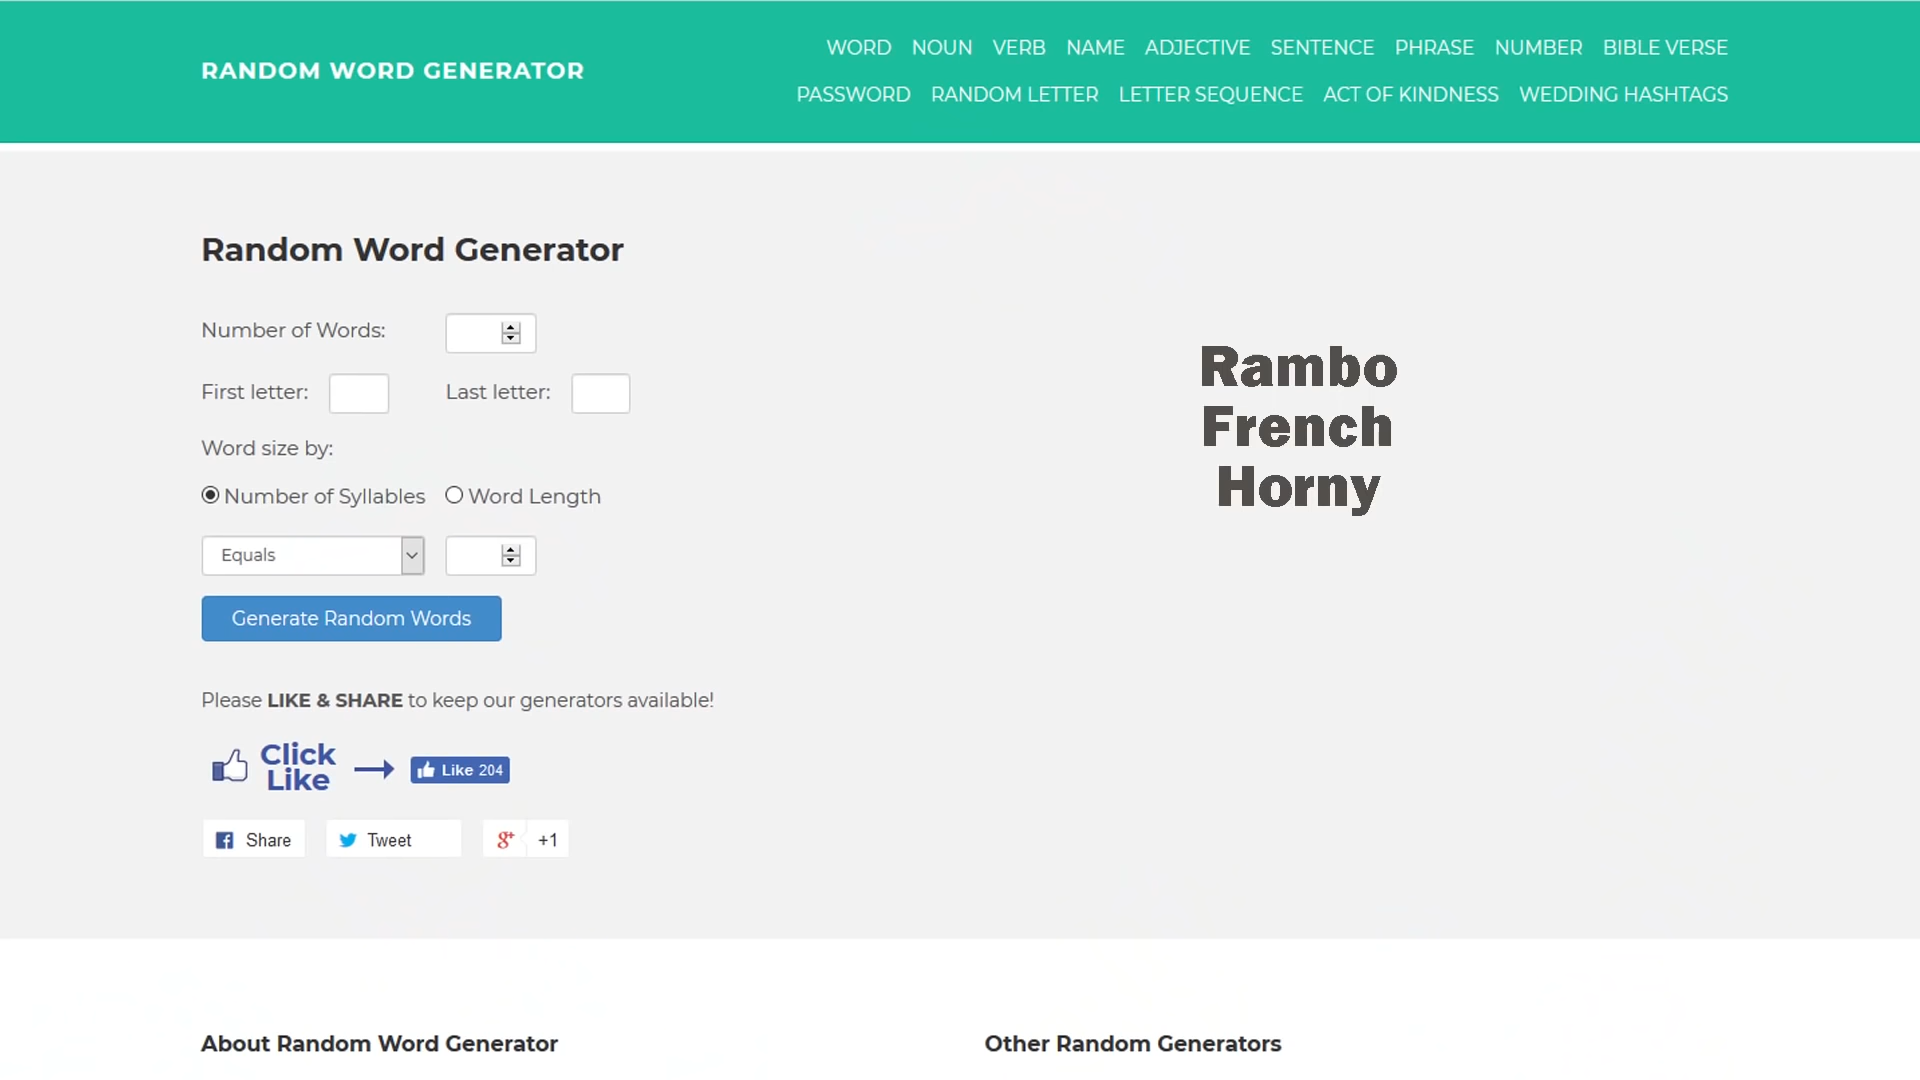 RANDOM WORD GENERATOR
WORD NOUN VERB NAME ADJECTIVE SENTENCE PHRASE NUMBER BIBLE VERSE
PASSWORD RANDOM LETTER LETTER SEQUENCE ACT OF KINDNESS WEDDING HASHTAGS
Random Word Generator
Number of Words:
First letter: Last letter:
Word size by:
Number of Syllables Word Length
Equals
Generate Random Words
Please LIKE & SHARE to keep our generators available!
Click
Like
Like 204
Share Tweet g+ +1
Rambo
French
Horny
About Random Word Generator
Other Random Generators